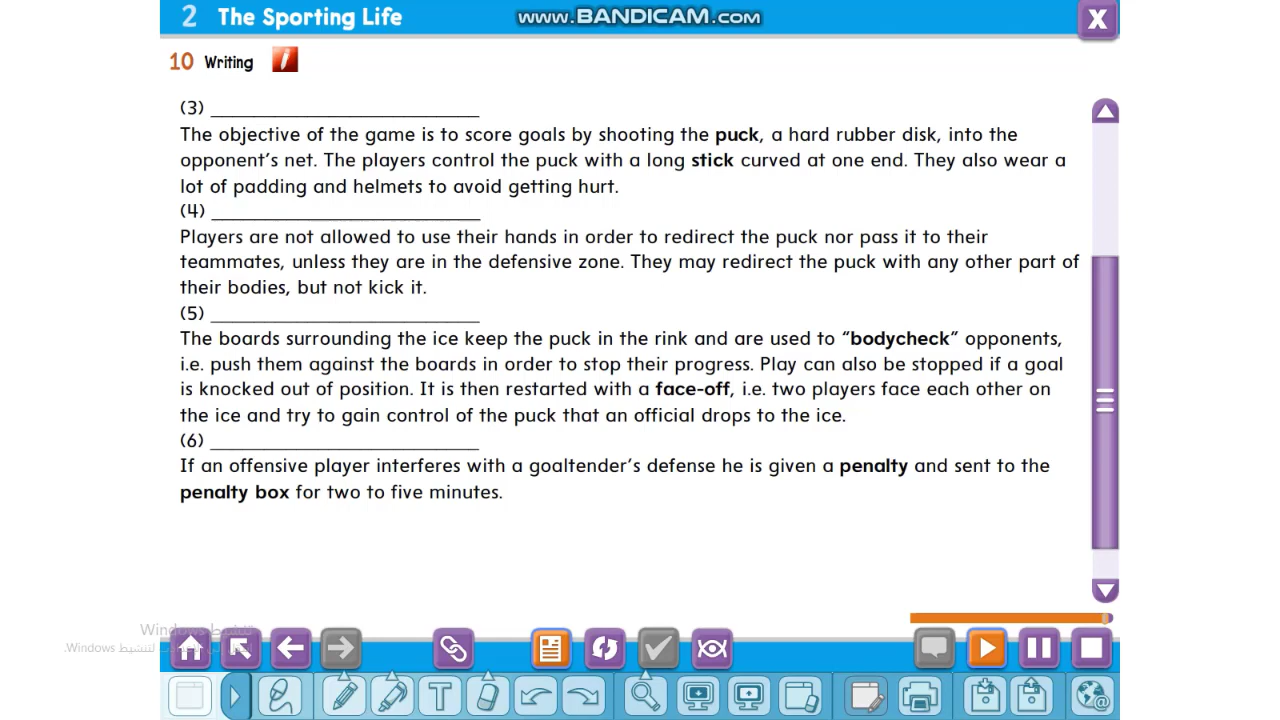 2 The Sporting Life
www.BANDICAM.com
X
10 Writing
(3) ____________________________
The objective of the game is to score goals by shooting the puck, a hard rubber disk, into the
opponent's net. The players control the puck with a long stick curved at one end. They also wear a
lot of padding and helmets to avoid getting hurt.
(4) ____________________________
Players are not allowed to use their hands in order to redirect the puck nor pass it to their
teammates, unless they are in the defensive zone. They may redirect the puck with any other part of
their bodies, but not kick it.
(5) ____________________________
The boards surrounding the ice keep the puck in the rink and are used to “bodycheck” opponents,
i.e. push them against the boards in order to stop their progress. Play can also be stopped if a goal
is knocked out of position. It is then restarted with a face-off, i.e. two players face each other on
the ice and try to gain control of the puck that an official drops to the ice.
(6) ____________________________
If an offensive player interferes with a goaltender's defense he is given a penalty and sent to the
penalty box for two to five minutes.
تنشيط Windows
لتنشيط Windows.
T